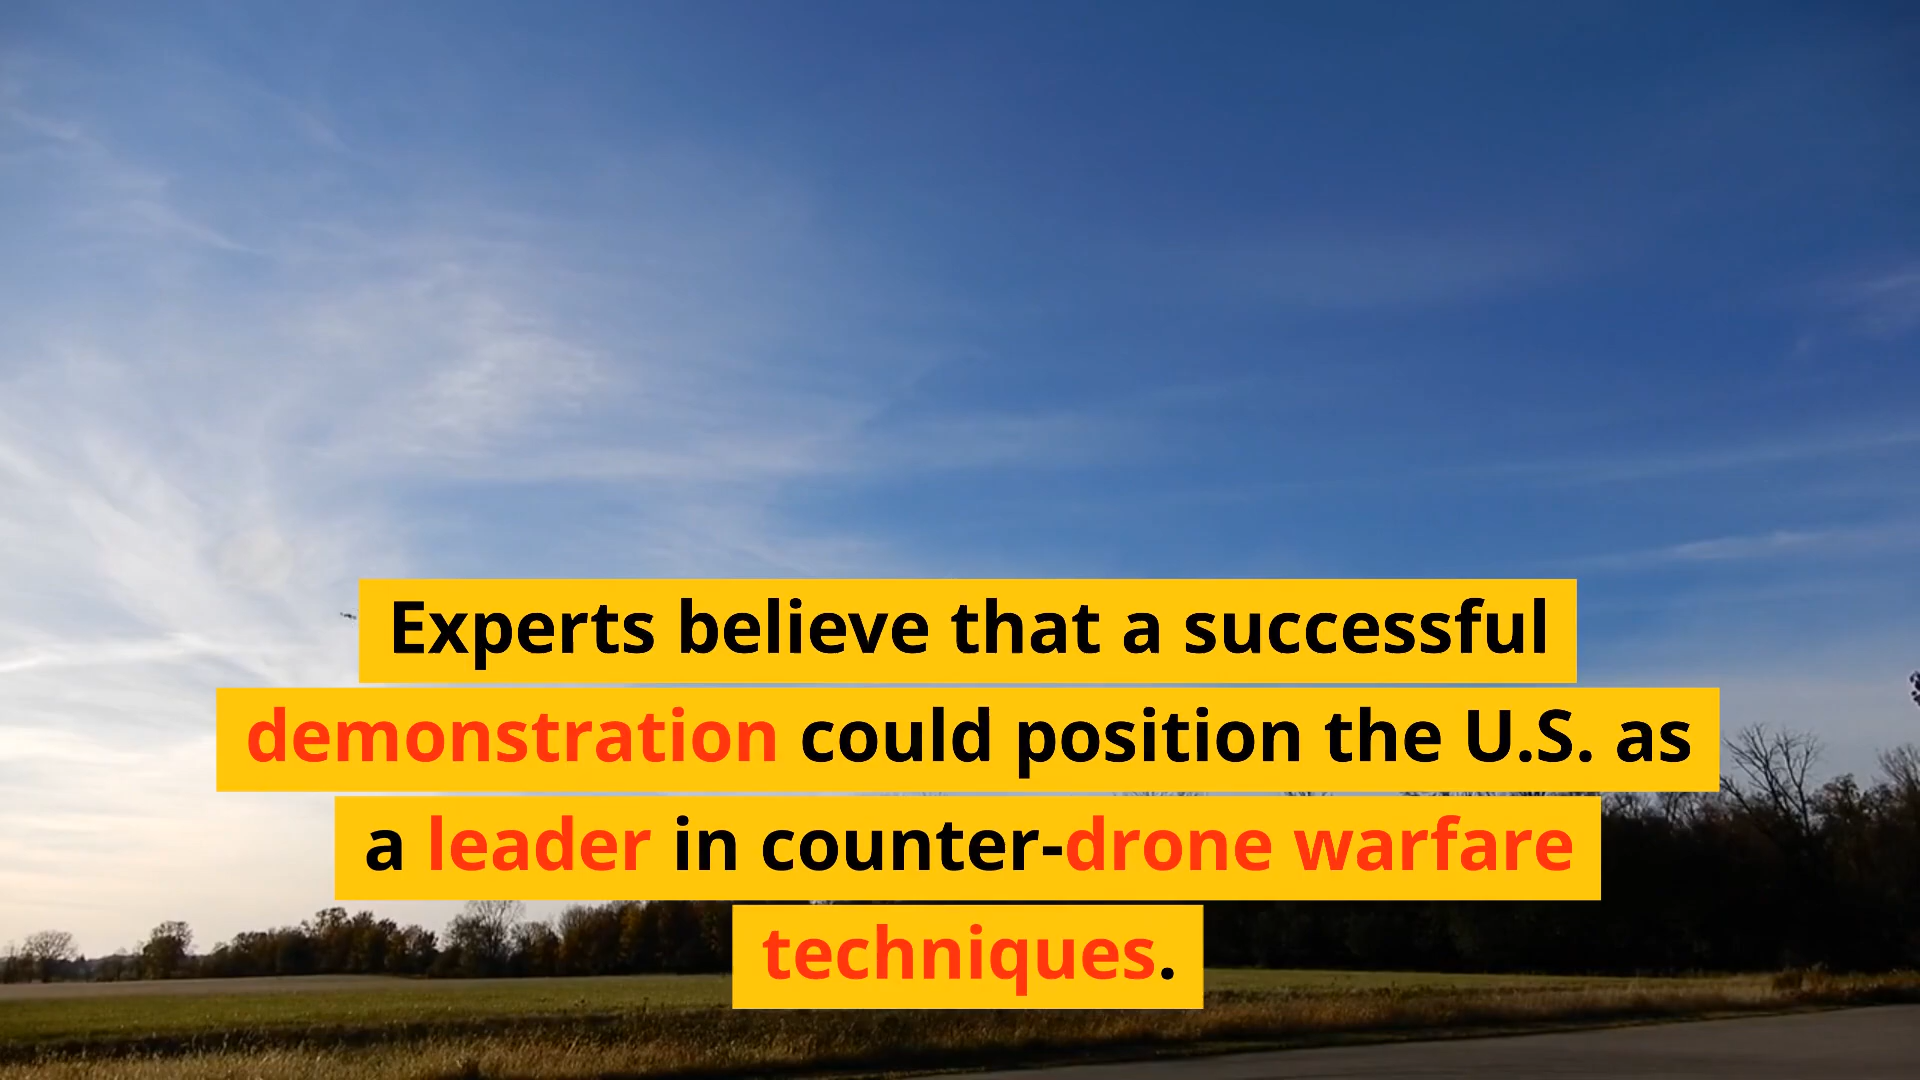 Experts believe that a successful
demonstration could position the U.S. as
a leader in counter-drone warfare
techniques.